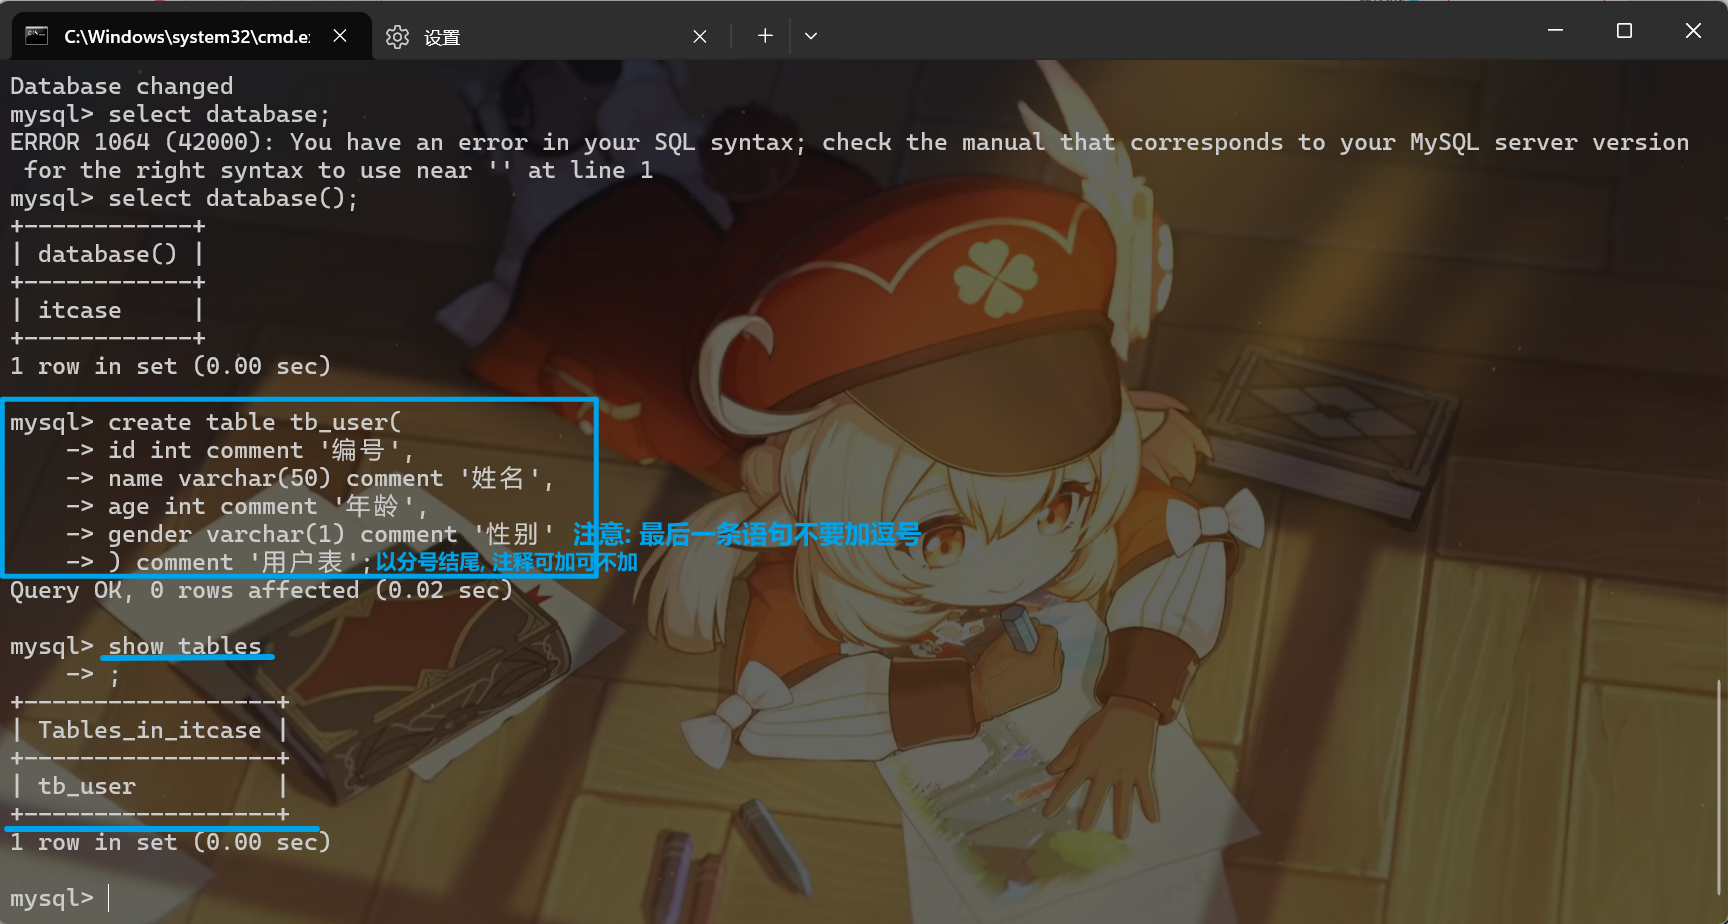 C:\Windows\system32\cmd.e
设置
Database changed
mysql> select database;
ERROR 1064 (42000): You have an error in your SQL syntax; check the manual that corresponds to your MySQL server version
 for the right syntax to use near '' at line 1
mysql> select database();
+------------+
| database() |
+------------+
| itcase     |
+------------+
1 row in set (0.00 sec)
mysql> create table tb_user(
    -> id int comment '编号',
    -> name varchar(50) comment '姓名',
    -> age int comment '年龄',
    -> gender varchar(1) comment '性别' 注意: 最后一条语句不要加逗号
    -> ) comment '用户表'; 以分号结尾, 注释可加可不加
Query OK, 0 rows affected (0.02 sec)
mysql> show tables
    -> ;
+------------------+
| Tables_in_itcase |
+------------------+
| tb_user          |
+------------------+
1 row in set (0.00 sec)
mysql>